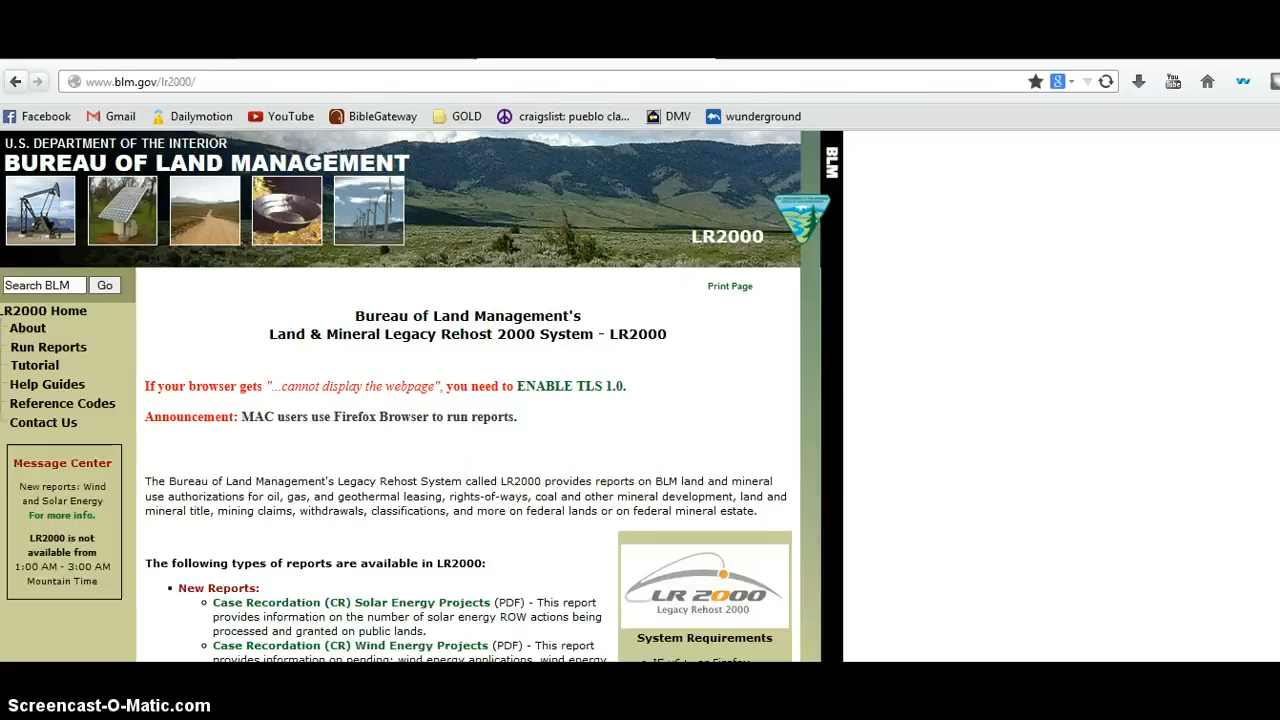 www.blm.gov/lr2000/
Facebook
Gmail
Dailymotion
YouTube
BibleGateway
GOLD
craigslist: pueblo cla...
DMV
wunderground
U.S. DEPARTMENT OF THE INTERIOR
BUREAU OF LAND MANAGEMENT
BLM
LR2000
Search BLM
Go
Print Page
LR2000 Home
About
Run Reports
Tutorial
Help Guides
Reference Codes
Contact Us
Message Center
New reports: Wind
and Solar Energy
For more info.
LR2000 is not
available from
1:00 AM - 3:00 AM
Mountain Time
Bureau of Land Management's
Land & Mineral Legacy Rehost 2000 System - LR2000
If your browser gets "...cannot display the webpage", you need to ENABLE TLS 1.0.
Announcement: MAC users use Firefox Browser to run reports.
The Bureau of Land Management's Legacy Rehost System called LR2000 provides reports on BLM land and mineral
use authorizations for oil, gas, and geothermal leasing, rights-of-ways, coal and other mineral development, land and
mineral title, mining claims, withdrawals, classifications, and more on federal lands or on federal mineral estate.
The following types of reports are available in LR2000:
• New Reports:
Case Recordation (CR) Solar Energy Projects (PDF) - This report
provides information on the number of solar energy ROW actions being
processed and granted on public lands.
Case Recordation (CR) Wind Energy Projects (PDF) - This report
provides information on pending: wind energy applications, wind energy
LR 2000
Legacy Rehost 2000
System Requirements
Screencast-O-Matic.com